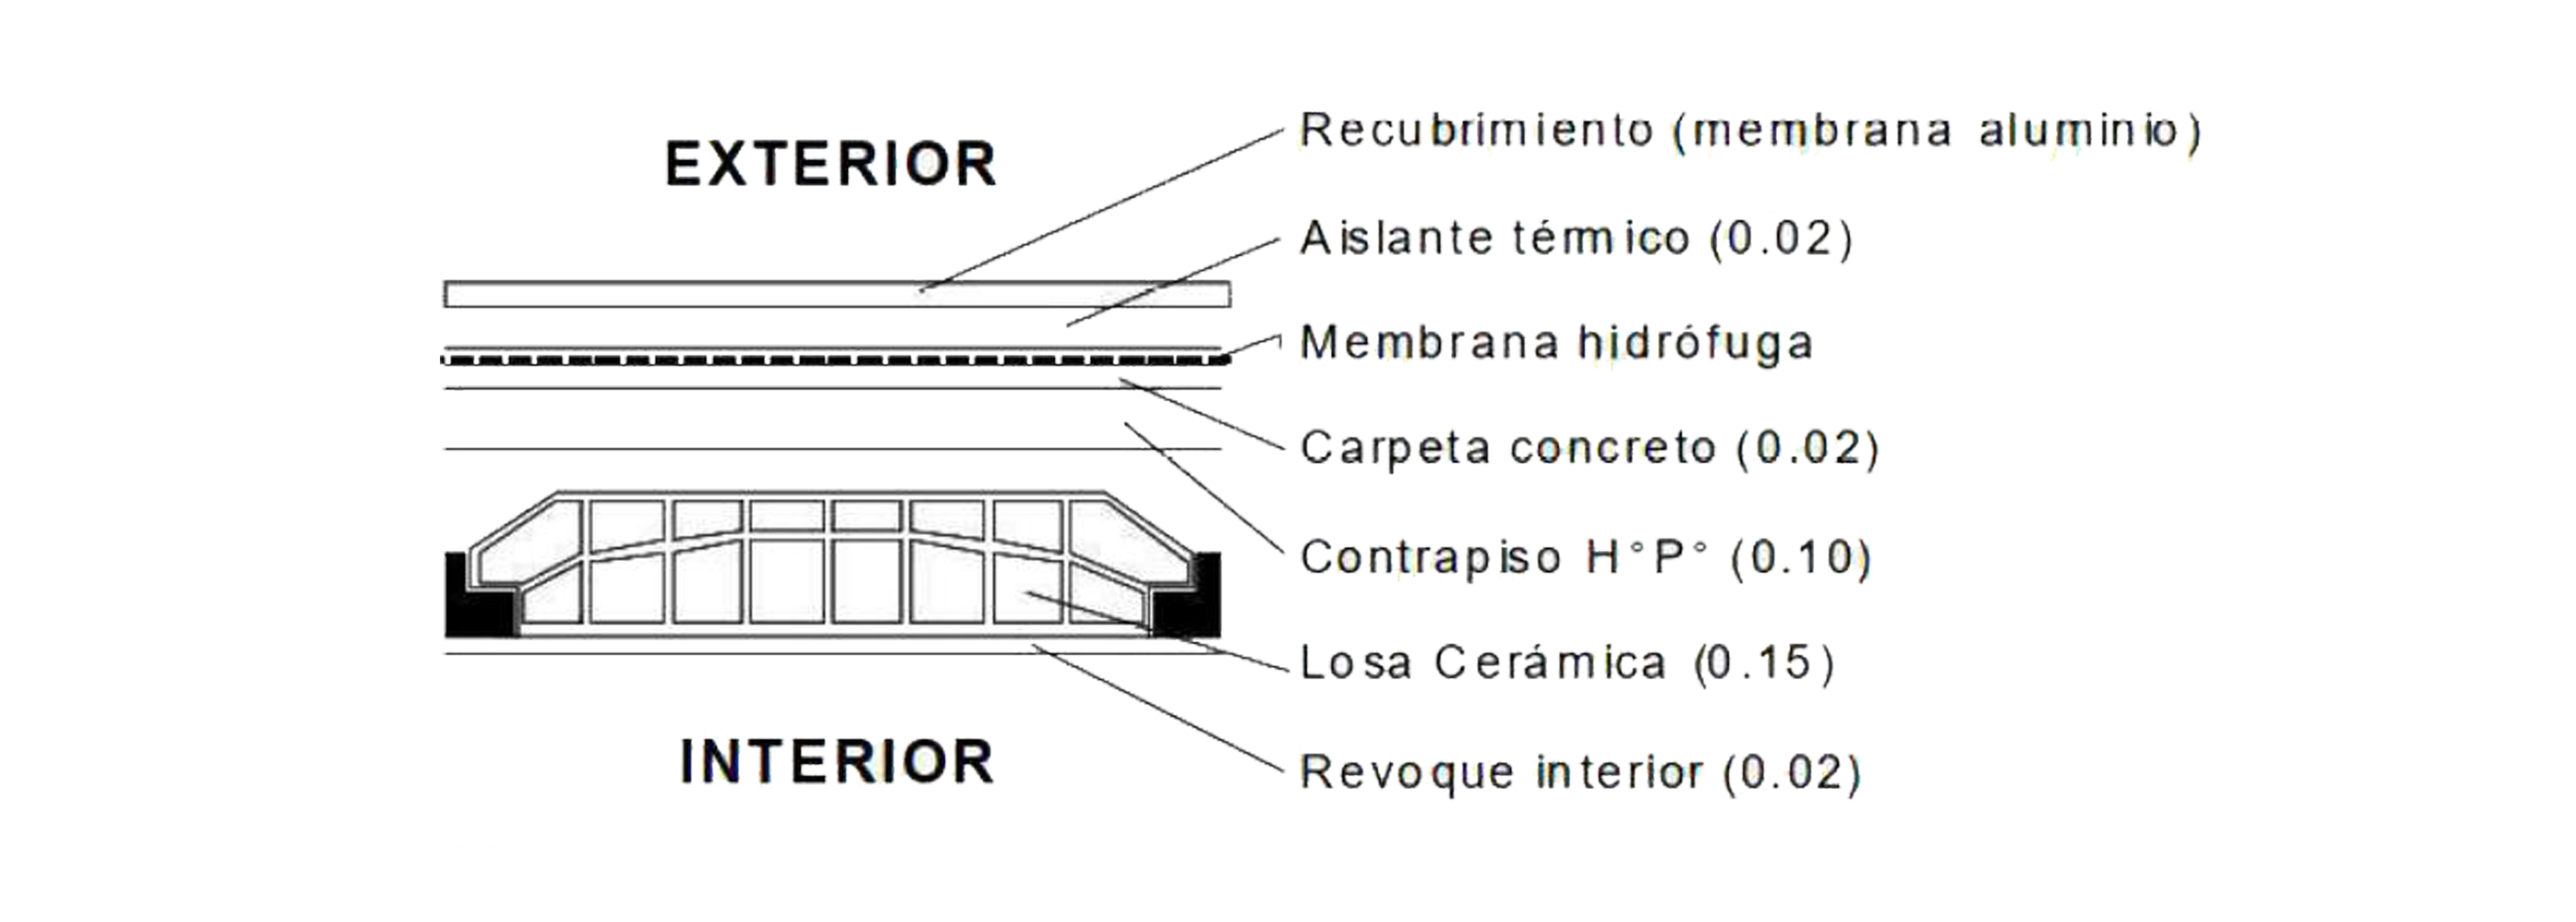 EXTERIOR
Recubrimiento (membrana aluminio)
Aislante térmico (0.02)
Membrana hidrófuga
Carpeta concreto (0.02)
Contrapiso H°P° (0.10)
Losa Cerámica (0.15)
Revoque interior (0.02)
INTERIOR